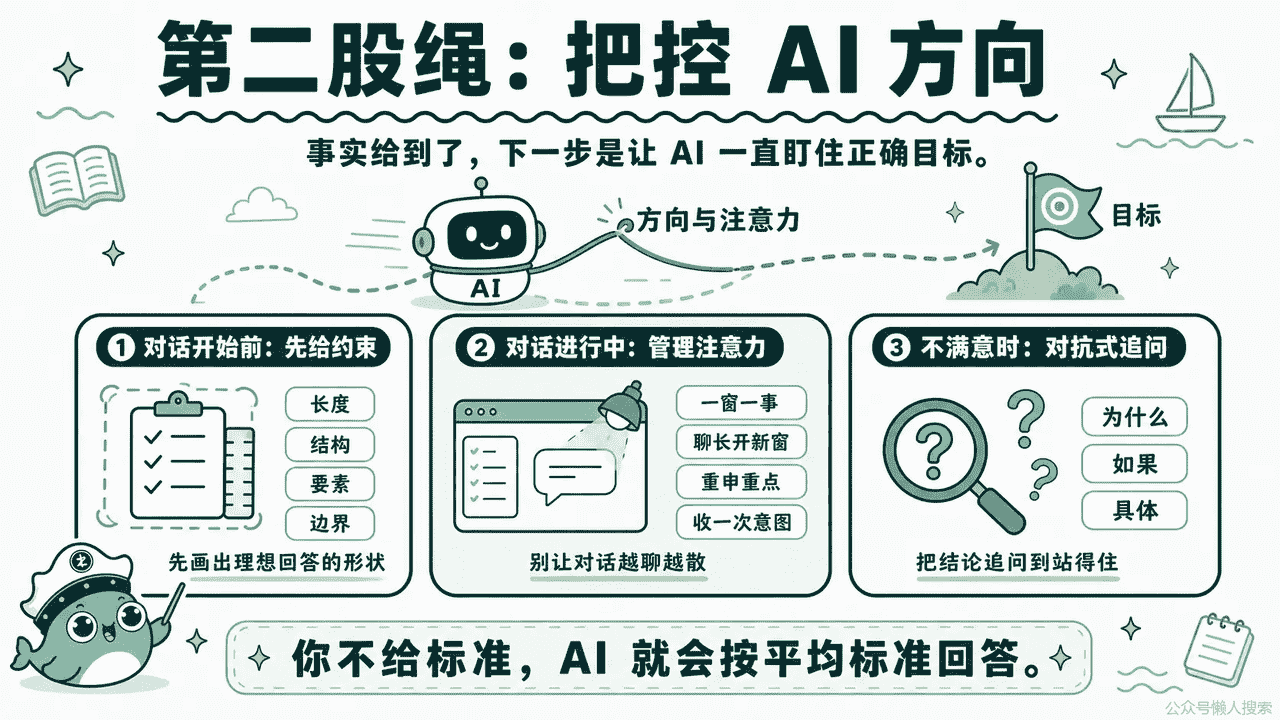 第二股绳：把控 AI 方向
事实给到了，下一步是让 AI 一直盯住正确目标。
方向与注意力
目标
AI
1 对话开始前：先给约束
长度
结构
要素
边界
先画出理想回答的形状
2 对话进行中：管理注意力
一窗一事
聊长开新窗
重申重点
收一次意图
别让对话越聊越散
3 不满意时：对抗式追问
?
?
?
为什么
如果
具体
把结论追问到站得住
你不给标准，AI 就会按平均标准回答。
公众号懒人搜索